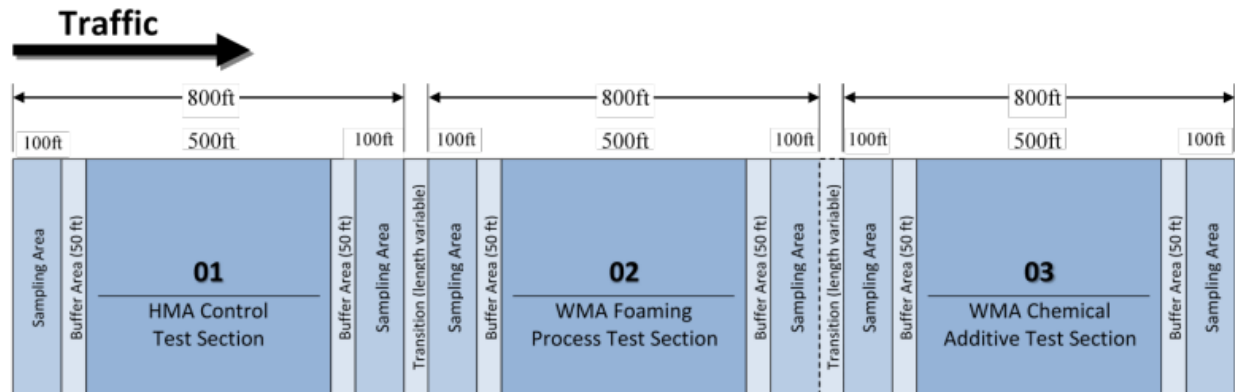 Traffic
800ft
800ft
800ft
100ft
500ft
100ft
100ft
500ft
100ft
100ft
500ft
100ft
Sampling Area
Buffer Area (50 ft)
01
HMA Control
Test Section
Buffer Area (50 ft)
Sampling Area
Transition (length variable)
Sampling Area
Buffer Area (50 ft)
02
WMA Foaming
Process Test Section
Buffer Area (50 ft)
Sampling Area
Transition (length variable)
Sampling Area
Buffer Area (50 ft)
03
WMA Chemical
Additive Test Section
Buffer Area (50 ft)
Sampling Area